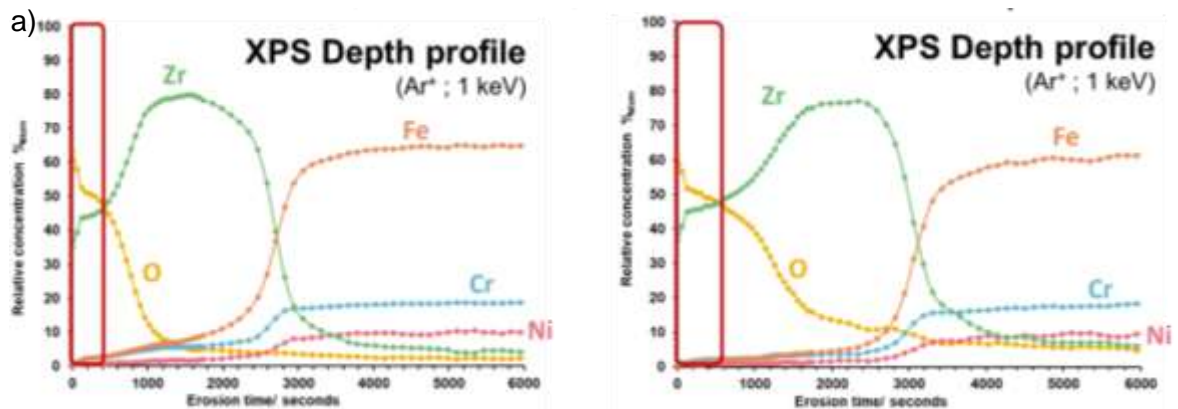 a)
XPS Depth profile
(Ar⁺ ; 1 keV)
Zr
Fe
O
Cr
Ni
Relative concentration %
100
90
80
70
60
50
40
30
20
10
0
0 1000 2000 3000 4000 5000 6000
Erosion time/ seconds
XPS Depth profile
(Ar⁺ ; 1 keV)
Zr
Fe
O
Cr
Ni
Relative concentration %
100
90
80
70
60
50
40
30
20
10
0
0 1000 2000 3000 4000 5000 6000
Erosion time/ seconds